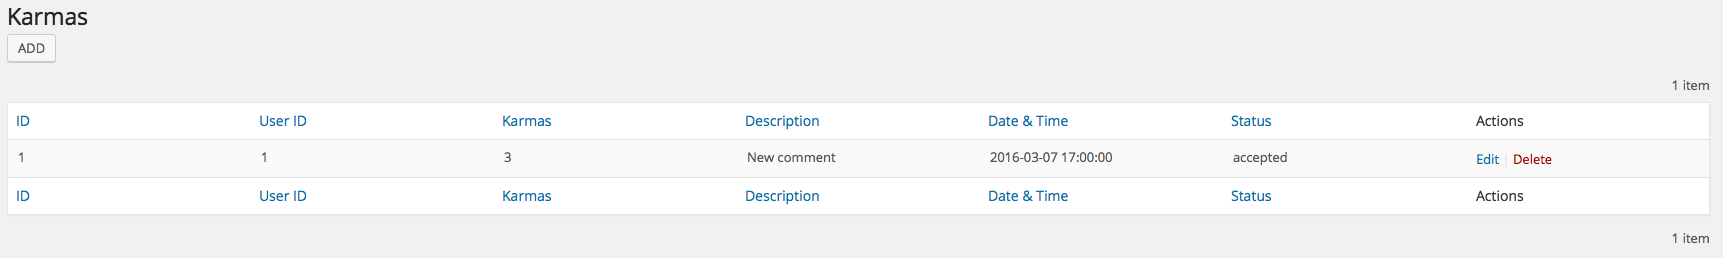 Karmas
ADD
1 item
ID User ID Karmas Description Date & Time Status Actions
1 1 3 New comment 2016-03-07 17:00:00 accepted Edit | Delete
ID User ID Karmas Description Date & Time Status Actions
1 item